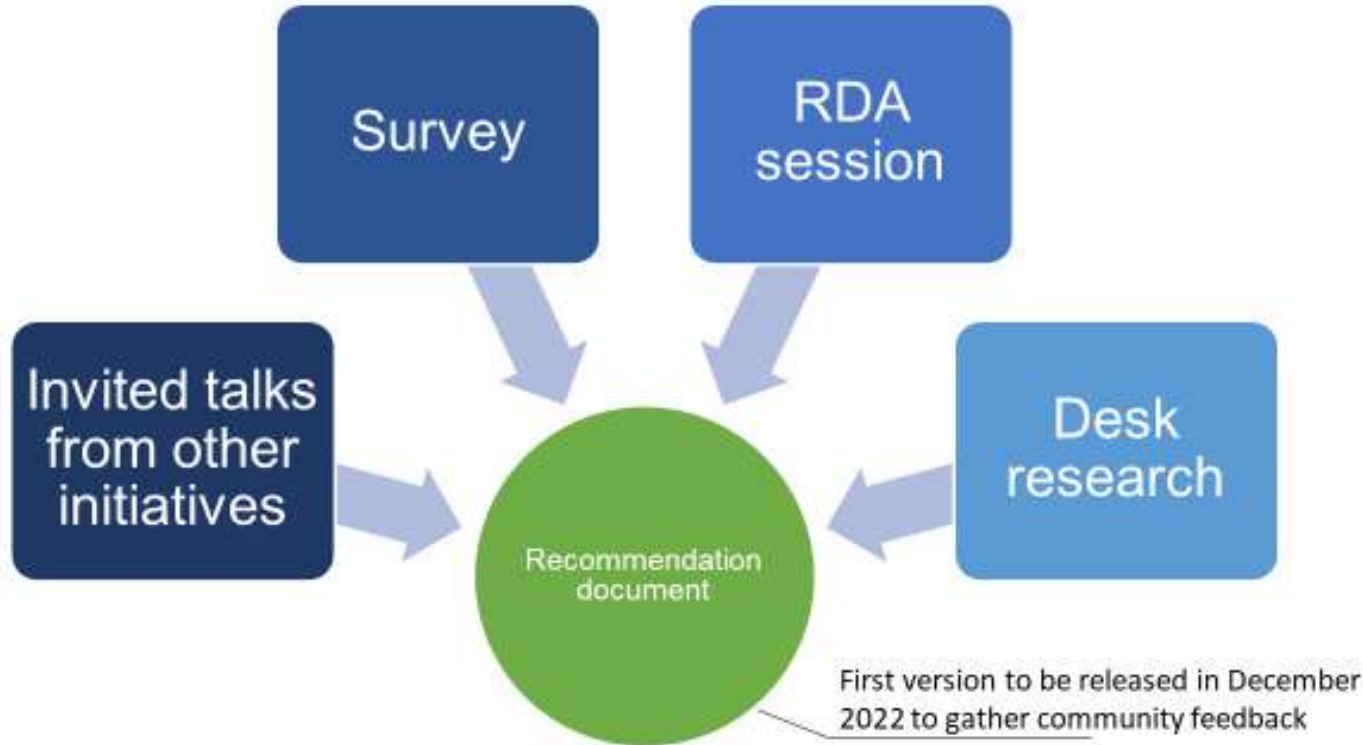 Survey
RDA
session
Invited talks
from other
initiatives
Desk
research
Recommendation
document
First version to be released in December
2022 to gather community feedback